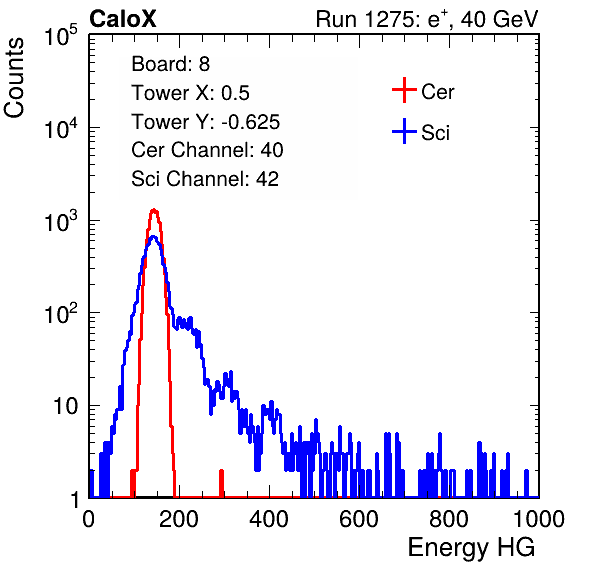 CaloX Run 1275: e⁺, 40 GeV
Board: 8
Tower X: 0.5
Tower Y: -0.625
Cer Channel: 40
Sci Channel: 42
Cer
Sci
Counts
10⁵
10⁴
10³
10²
10
1
0 200 400 600 800 1000
Energy HG